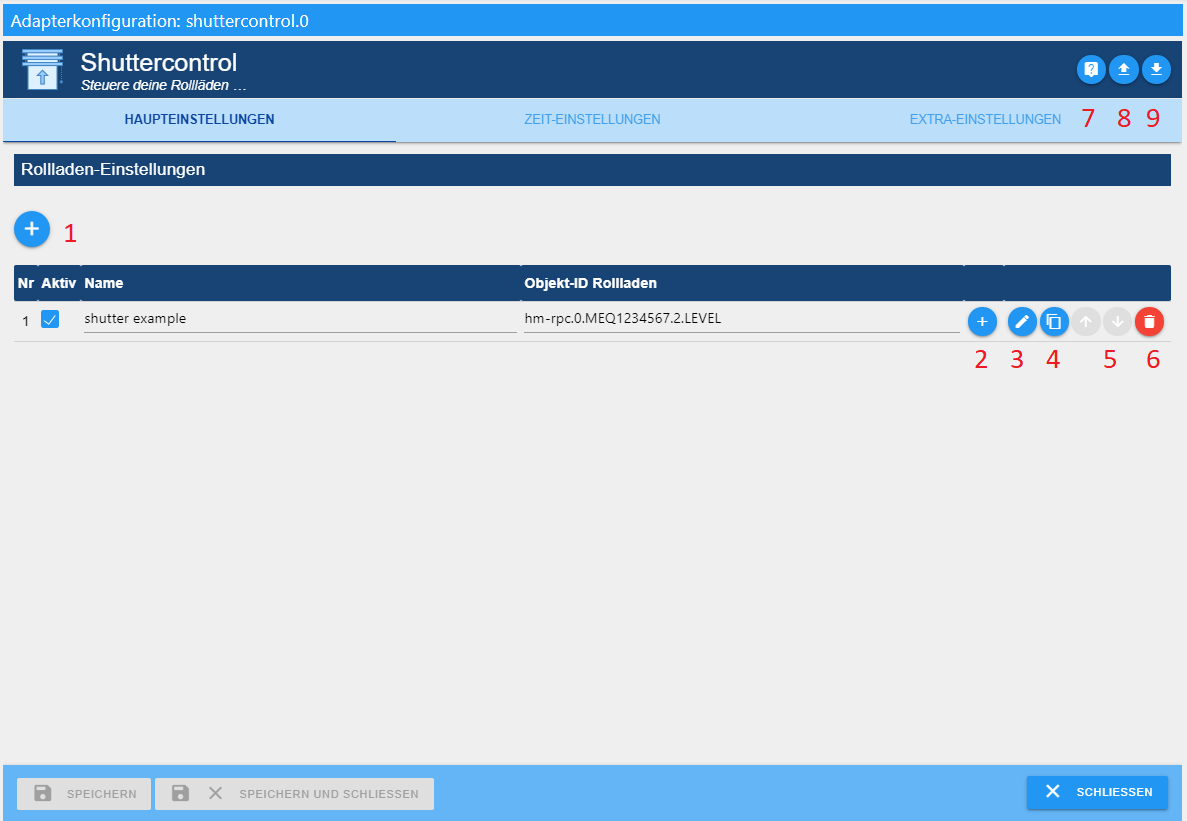 Adapterkonfiguration: shuttercontrol.0
Shuttercontrol
Steuere deine Rollläden ...
HAUPTEINSTELLUNGEN ZEIT-EINSTELLUNGEN EXTRA-EINSTELLUNGEN 7 8 9
Rollladen-Einstellungen
1
Nr Aktiv Name Objekt-ID Rollladen
1 shutter example hm-rpc.0.MEQ1234567.2.LEVEL
2 3 4 5 6
SPEICHERN SPEICHERN UND SCHLIESSEN SCHLIESSEN